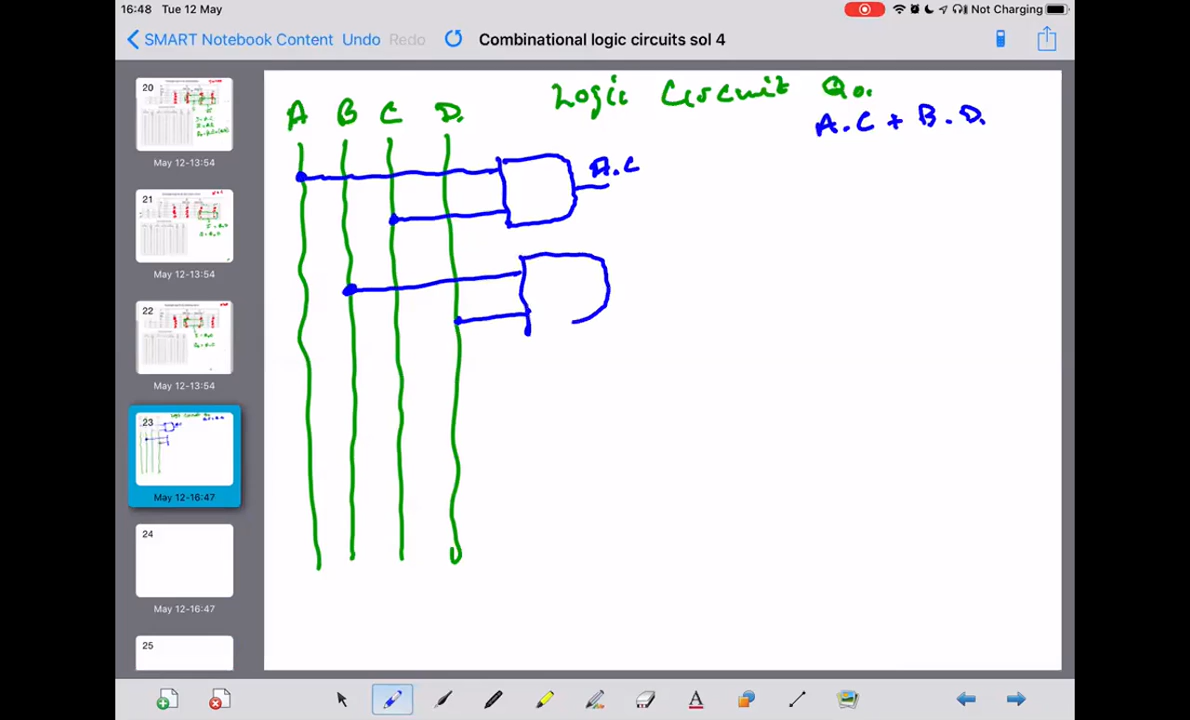 16:48 Tue 12 May
Not Charging
SMART Notebook Content Undo Redo
Combinational logic circuits sol 4
20
May 12-13:54
21
May 12-13:54
22
May 12-13:54
23
May 12-16:47
24
May 12-16:47
25
Logic Circuit Q0.
A.C + B.D.
A B C D.
A.C
A